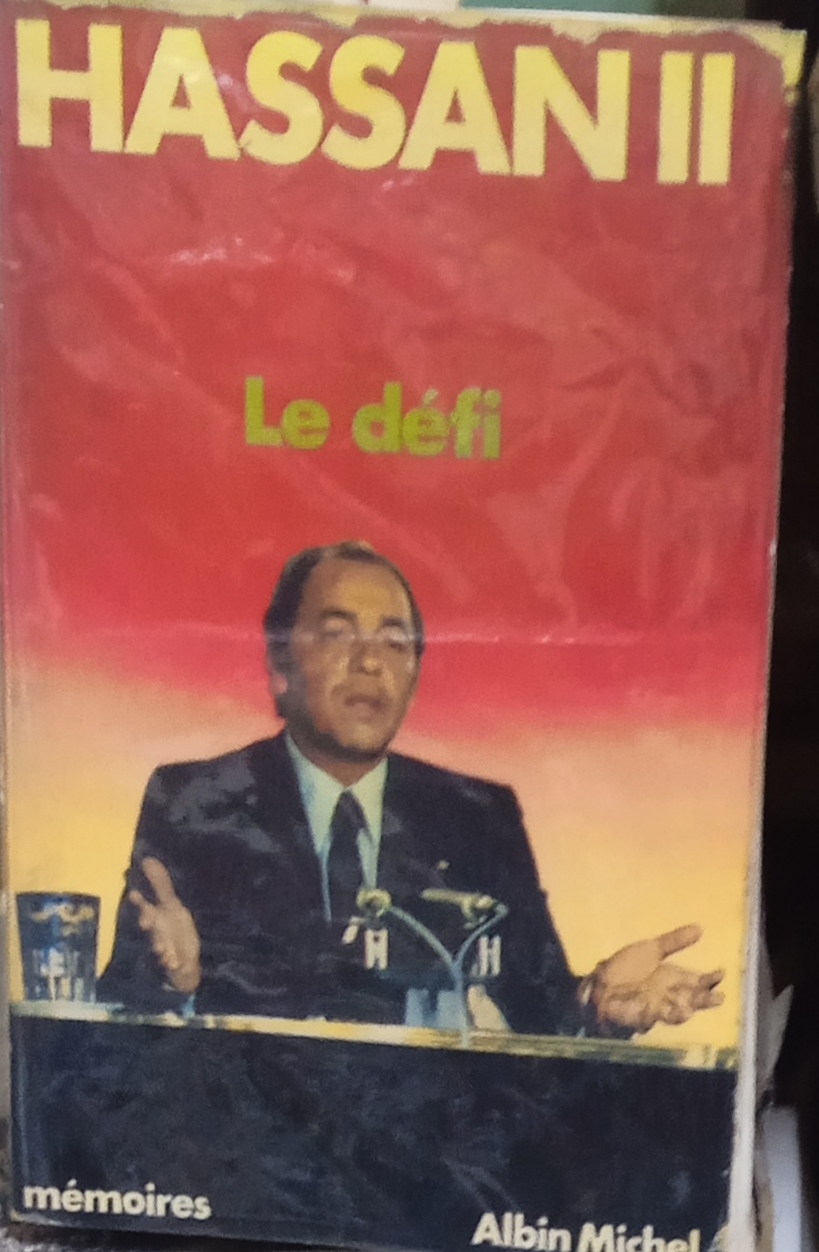 HASSAN II
Le défi
H
H
mémoires
Albin Michel